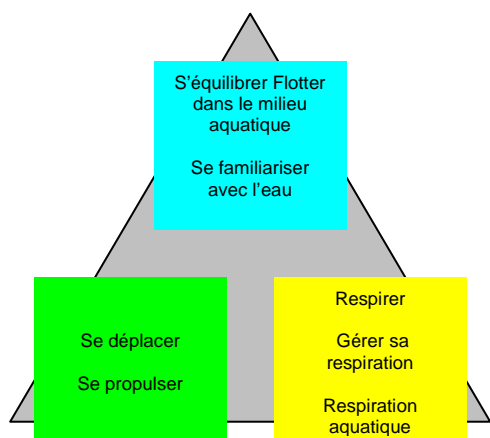 S'équilibrer Flotter
dans le milieu
aquatique
Se familiariser
avec l'eau
Se déplacer
Se propulser
Respirer
Gérer sa
respiration
Respiration
aquatique